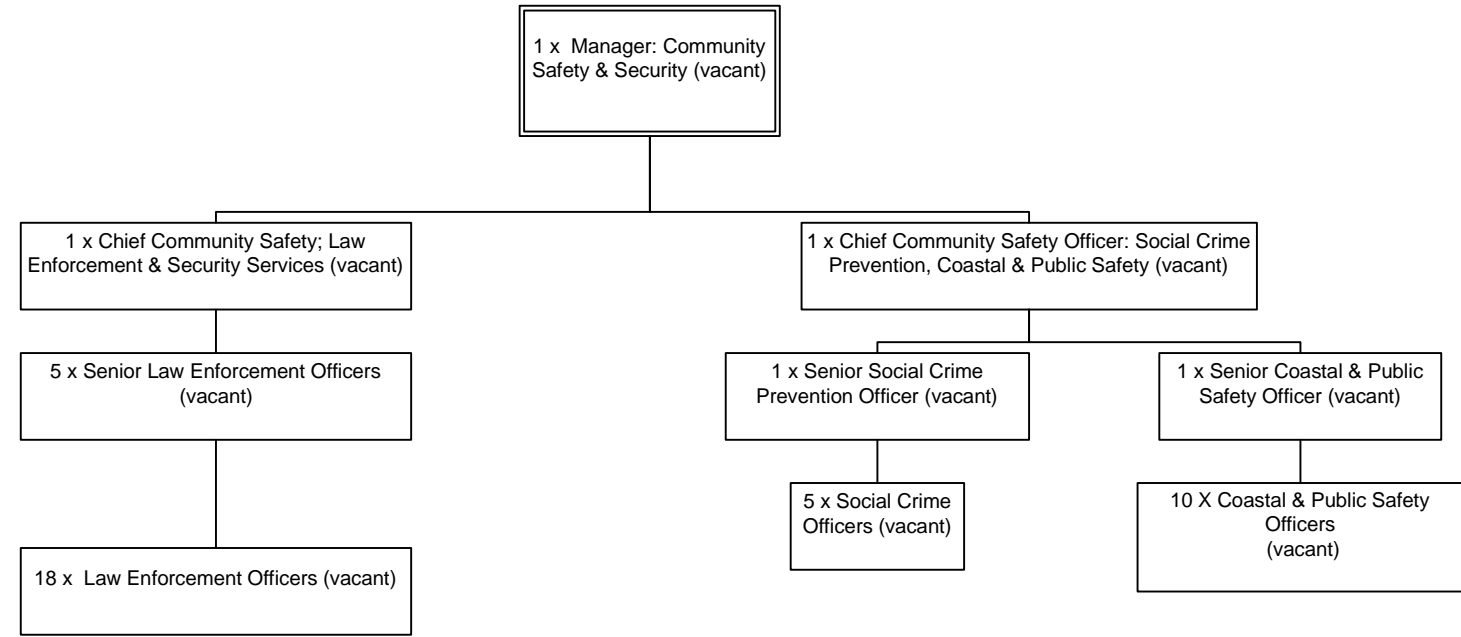 1 x  Manager: Community
Safety & Security (vacant)
1 x Chief Community Safety; Law
Enforcement & Security Services (vacant)
1 x Chief Community Safety Officer: Social Crime
Prevention, Coastal & Public Safety (vacant)
5 x Senior Law Enforcement Officers
(vacant)
1 x Senior Social Crime
Prevention Officer (vacant)
1 x Senior Coastal & Public
Safety Officer (vacant)
5 x Social Crime
Officers (vacant)
10 X Coastal & Public Safety
Officers
(vacant)
18 x  Law Enforcement Officers (vacant)